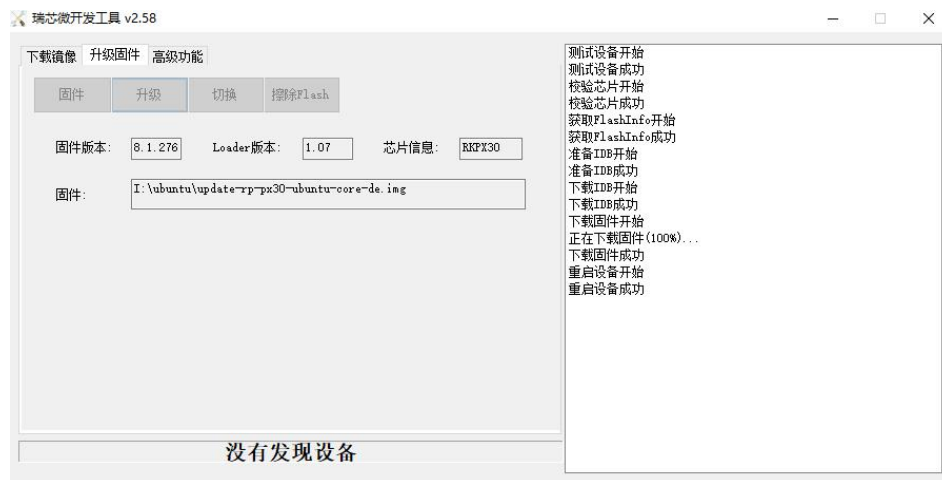 瑞芯微开发工具 v2.58
下载镜像 升级固件 高级功能
固件 升级 切换 擦除Flash
固件版本: 8.1.276 Loader版本: 1.07 芯片信息: RKPX30
固件: I:\ubuntu\update-rp-px30-ubuntu-core-de.img
没有发现设备
测试设备开始
测试设备成功
校验芯片开始
校验芯片成功
获取FlashInfo开始
获取FlashInfo成功
准备IDB开始
准备IDB成功
下载IDB开始
下载IDB成功
下载固件开始
正在下载固件(100%)...
下载固件成功
重启设备开始
重启设备成功